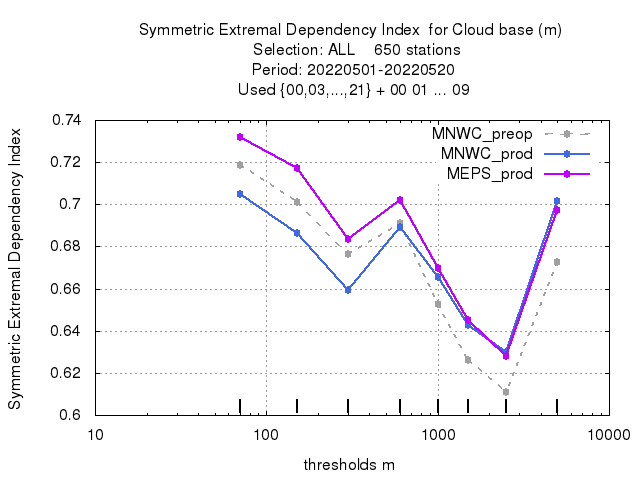 Symmetric Extremal Dependency Index  for Cloud base (m)
Selection: ALL    650 stations
Period: 20220501-20220520
Used {00,03,...,21} + 00 01 ... 09
MNWC_preop
MNWC_prod
MEPS_prod
Symmetric Extremal Dependency Index
0.74
0.72
0.7
0.68
0.66
0.64
0.62
0.6
10 100 1000 10000
thresholds m